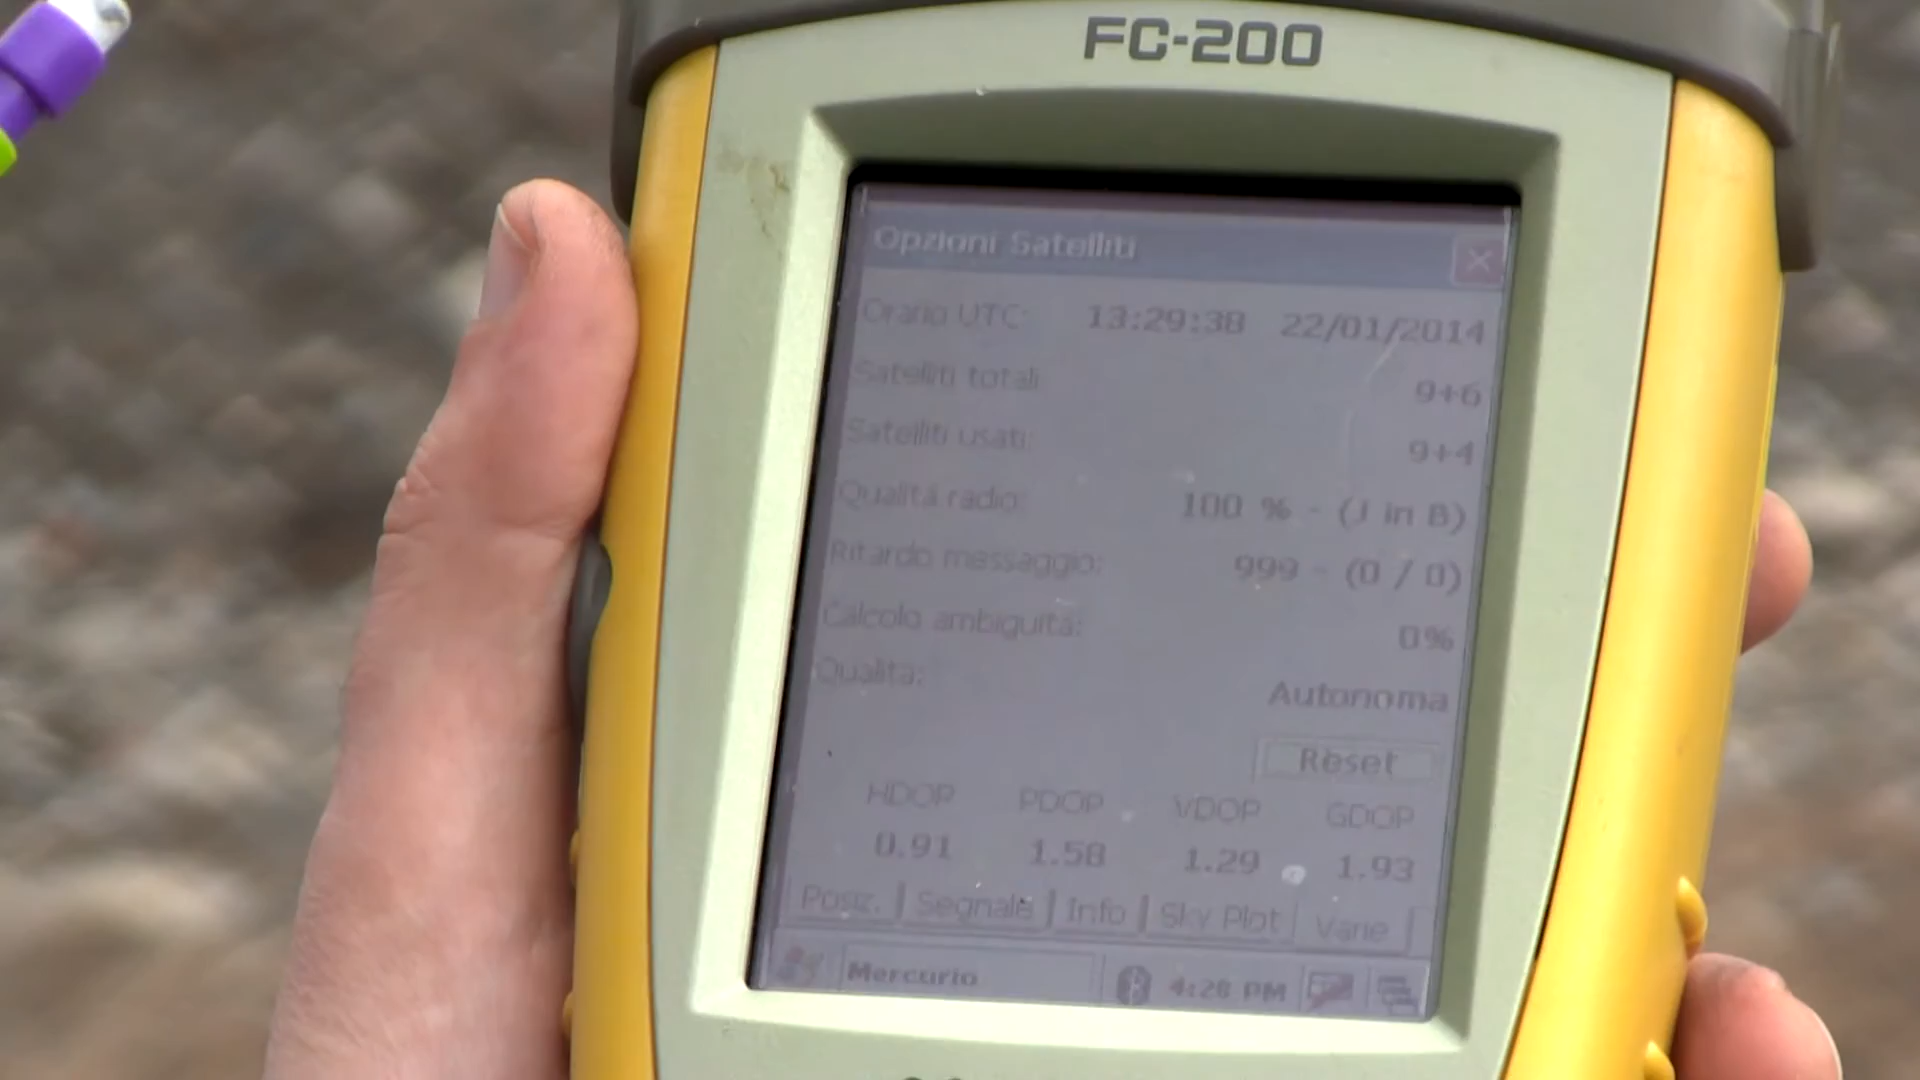 FC-200
Opzioni Satelliti
Orario UTC: 13:29:38 22/01/2014
Satelliti totali 9+6
Satelliti usati: 9+4
Qualità radio: 100 % - (J in B)
Ritardo messaggio: 999 - (0 / 0)
Calcolo ambiguità: 0%
Qualità: Autonoma
Reset
HDOP PDOP VDOP GDOP
0.91 1.58 1.29 1.93
Posiz. Segnale Info Sky Plot Varie
Mercurio 4:28 PM